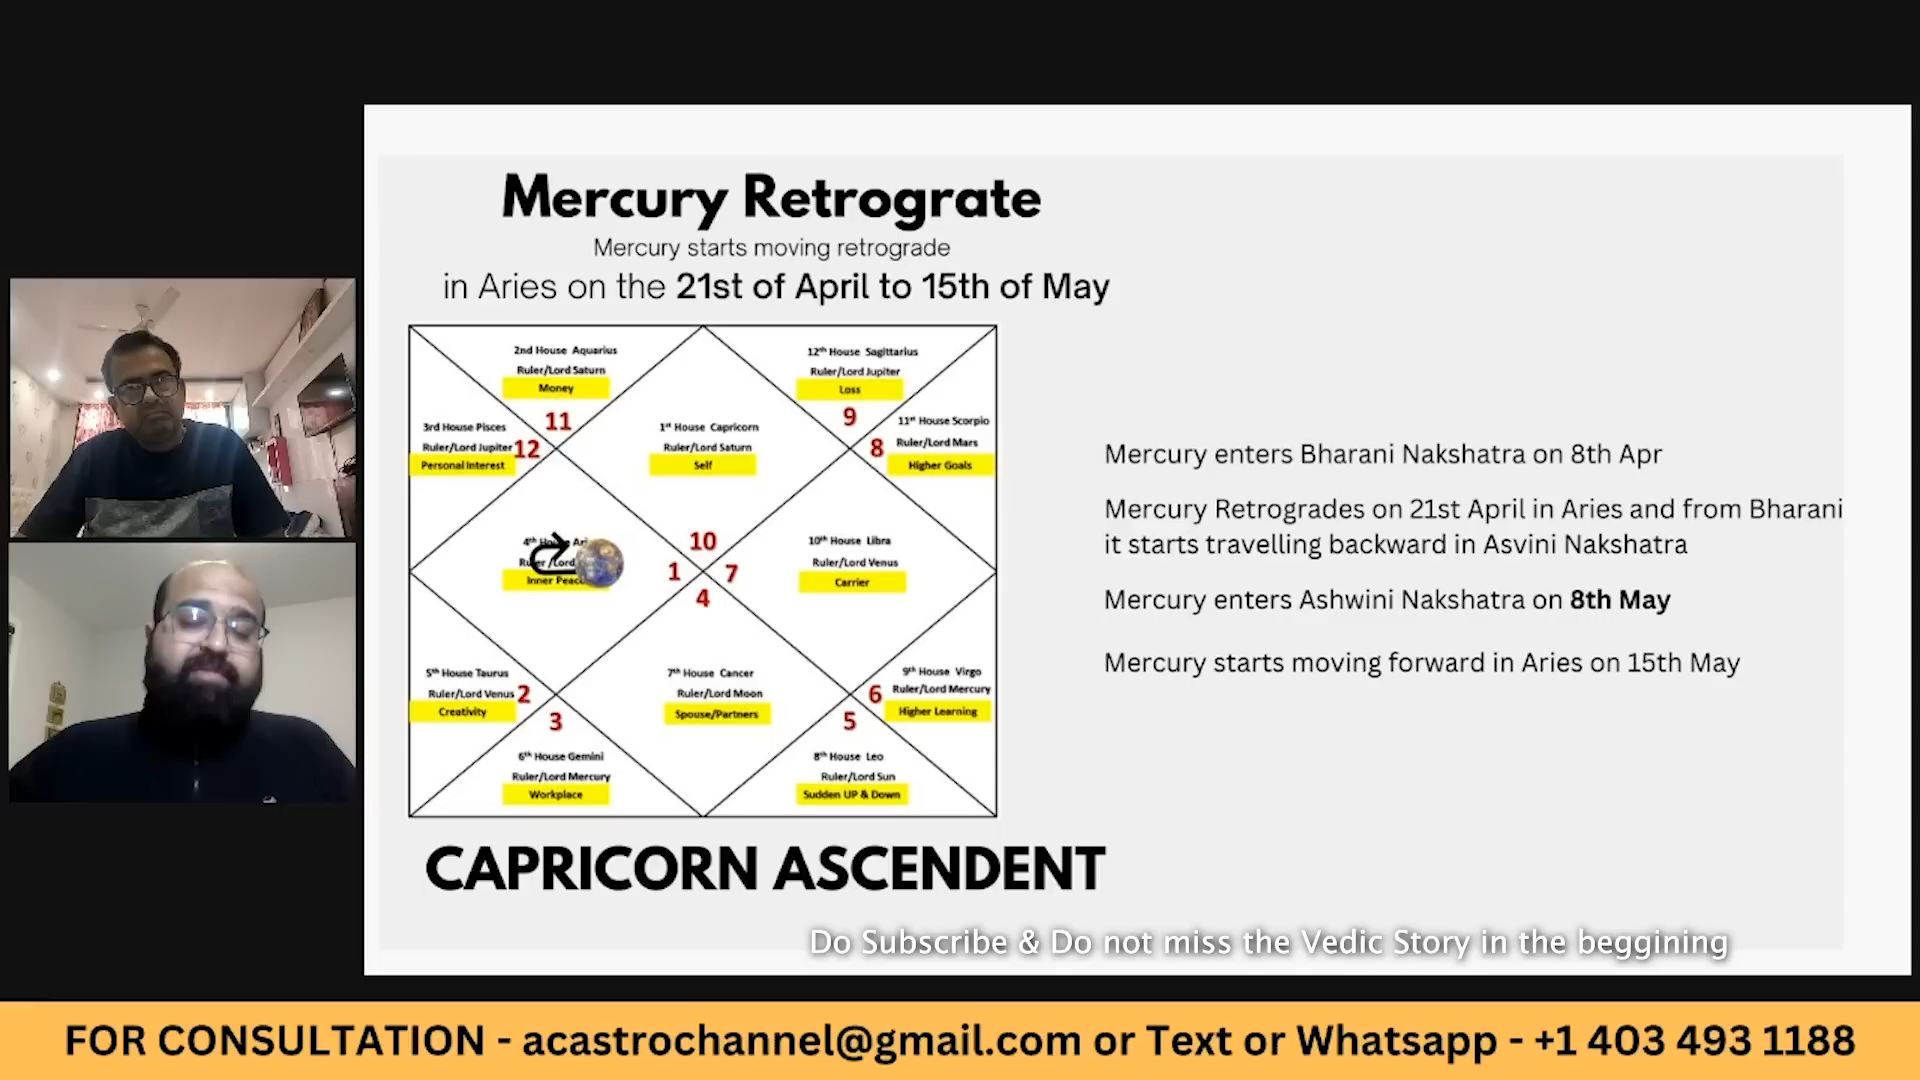 Mercury Retrograte
Mercury starts moving retrograde
in Aries on the 21st of April to 15th of May
2nd House Aquarius
Ruler/Lord Saturn
Money
11
12th House Sagittarius
Ruler/Lord Jupiter
Loss
9
3rd House Pisces
Ruler/Lord Jupiter 12
Personal Interest
1st House Capricorn
Ruler/Lord Saturn
Self
11st House Scorpio
8 Ruler/Lord Mars
Higher Goals
4th
Inner
10
1 7
4
10th House Libra
Ruler/Lord Venus
Carrier
5th House Taurus
Ruler/Lord Venus 2
Creativity
3
6th House Gemini
Ruler/Lord Mercury
Workplace
7th House Cancer
Ruler/Lord Moon
Spouse/Partners
9th House Virgo
6 Ruler/Lord Mercury
Higher Learning
5
8th House Leo
Ruler/Lord Sun
Sudden UP & Down
CAPRICORN ASCENDENT
Mercury enters Bharani Nakshatra on 8th Apr
Mercury Retrogrades on 21st April in Aries and from Bharani
it starts travelling backward in Asvini Nakshatra
Mercury enters Ashwini Nakshatra on 8th May
Mercury starts moving forward in Aries on 15th May
Do Subscribe & Do not miss the Vedic Story in the beggining
FOR CONSULTATION - acastrochannel@gmail.com or Text or Whatsapp - +1 403 493 1188